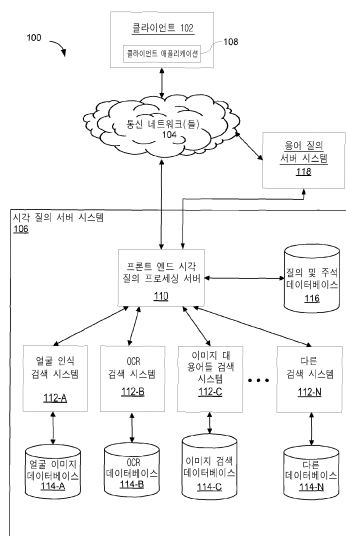 100
클라이언트 102
클라이언트 애플리케이션
108
통신 네트워크(들)
104
용어 질의
서버 시스템
118
시각 질의 서버 시스템
106
프론트 엔드 시각
질의 프로세싱 서버
110
질의 및 주석
데이터베이스
116
얼굴 인식
검색 시스템
112-A
OCR
검색 시스템
112-B
이미지 대
용어들 검색
시스템
112-C
다른
검색 시스템
112-N
얼굴 이미지
데이터베이스
114-A
OCR
데이터베이스
114-B
이미지 검색
데이터베이스
114-C
다른
데이터베이스
114-N